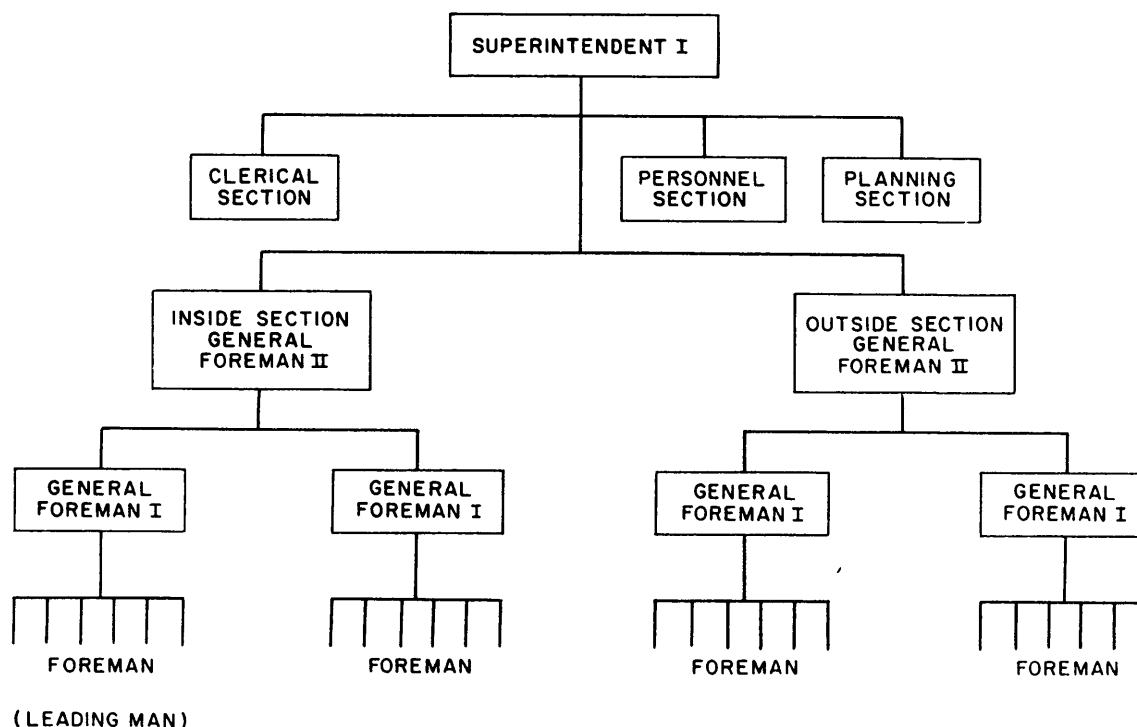 SUPERINTENDENT I
CLERICAL
SECTION
PERSONNEL
SECTION
PLANNING
SECTION
INSIDE SECTION
GENERAL
FOREMAN II
OUTSIDE SECTION
GENERAL
FOREMAN II
GENERAL
FOREMAN I
GENERAL
FOREMAN I
GENERAL
FOREMAN I
GENERAL
FOREMAN I
FOREMAN
FOREMAN
FOREMAN
FOREMAN
(LEADING MAN)